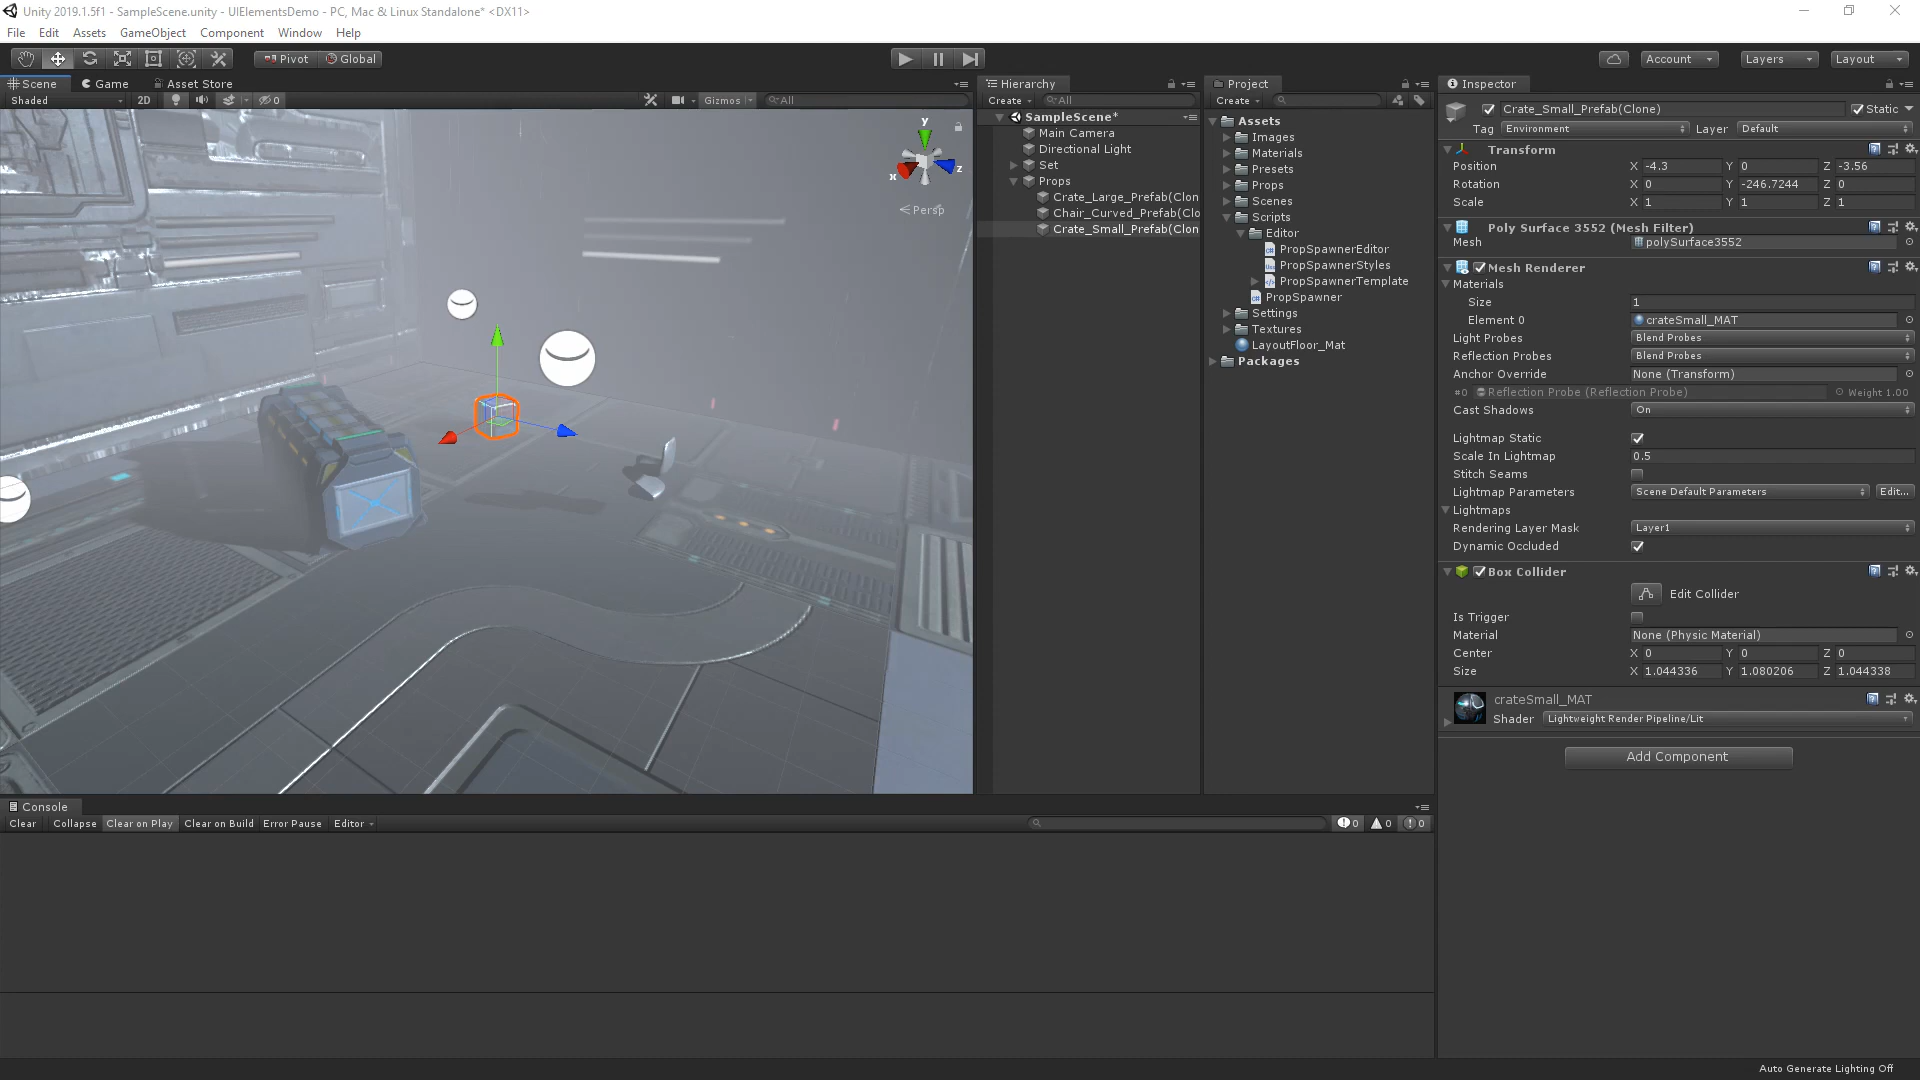 Unity 2019.1.5f1 - SampleScene.unity - UIElementsDemo - PC, Mac & Linux Standalone* <DX11>
File Edit Assets GameObject Component Window Help
Pivot Global
Account Layers Layout
Scene Game Asset Store
Shaded 2D 0 Gizmos All
y
x
z
Persp
Hierarchy
Create All
SampleScene*
Main Camera
Directional Light
Set
Props
Crate_Large_Prefab(Clon
Chair_Curved_Prefab(Clo
Crate_Small_Prefab(Clon
Project
Create
Assets
Images
Materials
Presets
Props
Scenes
Scripts
Editor
PropSpawnerEditor
PropSpawnerStyles
PropSpawnerTemplate
PropSpawner
Settings
Textures
LayoutFloor_Mat
Packages
Inspector
Crate_Small_Prefab(Clone) Static
Tag Environment Layer Default
Transform
Position X -4.3 Y 0 Z -3.56
Rotation X 0 Y -246.7244 Z 0
Scale X 1 Y 1 Z 1
Poly Surface 3552 (Mesh Filter)
Mesh polySurface3552
Mesh Renderer
Materials
Size 1
Element 0 crateSmall_MAT
Light Probes Blend Probes
Reflection Probes Blend Probes
Anchor Override None (Transform)
#0 Reflection Probe (Reflection Probe) Weight 1.00
Cast Shadows On
Lightmap Static
Scale In Lightmap 0.5
Stitch Seams
Lightmap Parameters Scene Default Parameters Edit...
Lightmaps
Rendering Layer Mask Layer1
Dynamic Occluded
Box Collider
Edit Collider
Is Trigger
Material None (Physic Material)
Center X 0 Y 0 Z 0
Size X 1.044336 Y 1.080206 Z 1.044338
crateSmall_MAT
Shader Lightweight Render Pipeline/Lit
Add Component
Console
Clear Collapse Clear on Play Clear on Build Error Pause Editor 0 0 0
Auto Generate Lighting Off